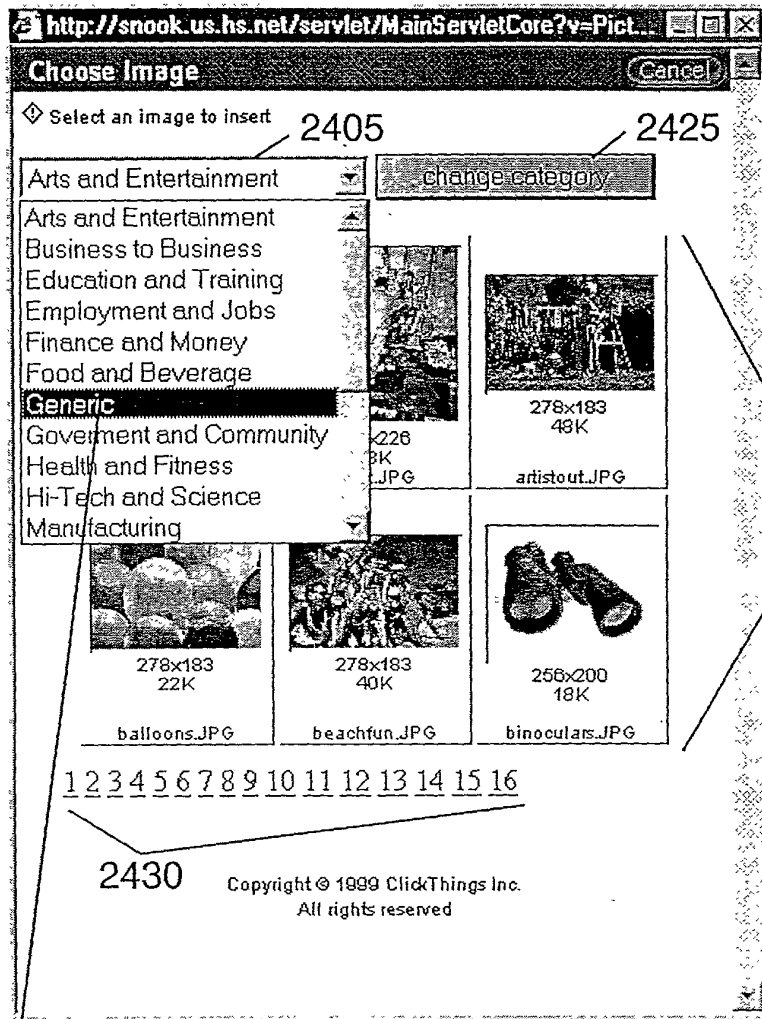 http://snook.us.hs.net/servlet/MainServletCore?v=Pict...
Choose Image
Cancel
Select an image to insert
2405
2425
Arts and Entertainment
change category
Arts and Entertainment
Business to Business
Education and Training
Employment and Jobs
Finance and Money
Food and Beverage
Generic
Goverment and Community
Health and Fitness
Hi-Tech and Science
Manufacturing
x226
.JPG
278x183
48K
artistout.JPG
278x183
22K
balloons.JPG
278x183
40K
beachfun.JPG
256x200
18K
binoculars.JPG
1 2 3 4 5 6 7 8 9 10 11 12 13 14 15 16
2430
Copyright © 1999 ClickThings Inc.
All rights reserved